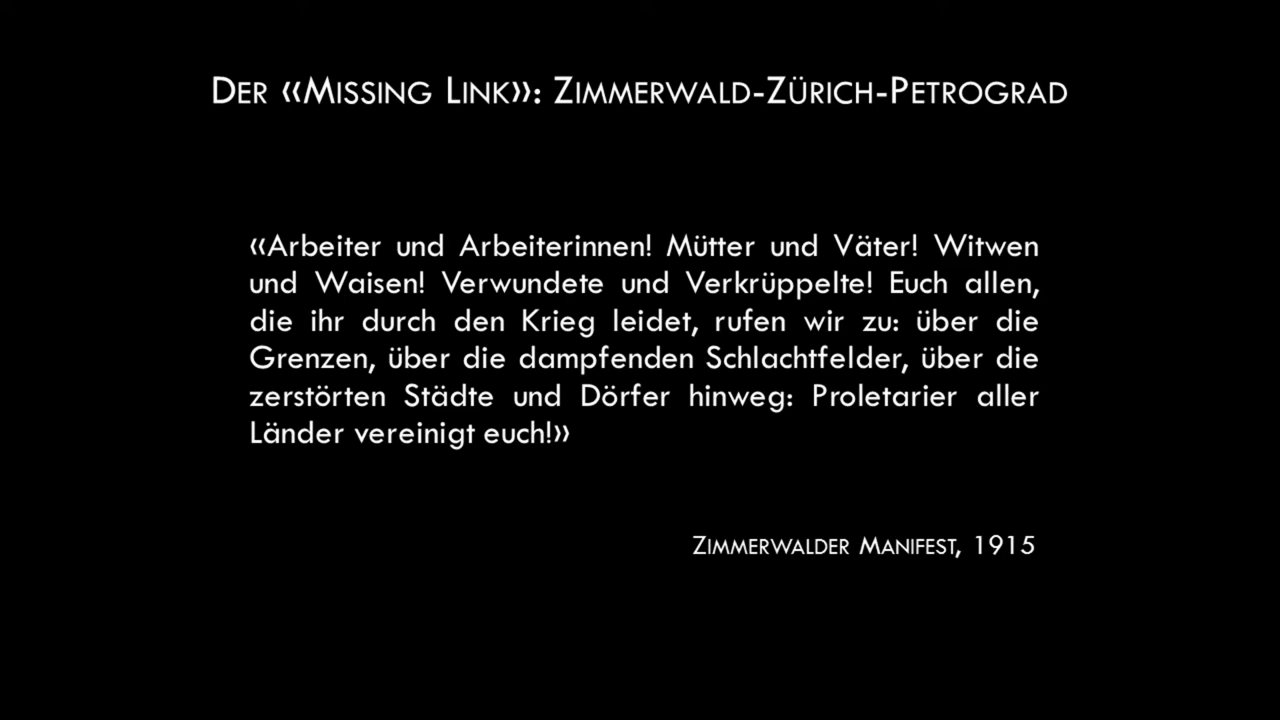 Der «Missing Link»: Zimmerwald-Zürich-Petrograd
«Arbeiter und Arbeiterinnen! Mütter und Väter! Witwen
und Waisen! Verwundete und Verkrüppelte! Euch allen,
die ihr durch den Krieg leidet, rufen wir zu: über die
Grenzen, über die dampfenden Schlachtfelder, über die
zerstörten Städte und Dörfer hinweg: Proletarier aller
Länder vereinigt euch!»
Zimmerwalder Manifest, 1915